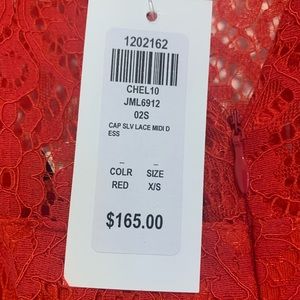 1202162
CHEL10
JML6912
02S
CAP SLV LACE MIDI D
ESS
– –
COLR SIZE
RED X/S
$165.00